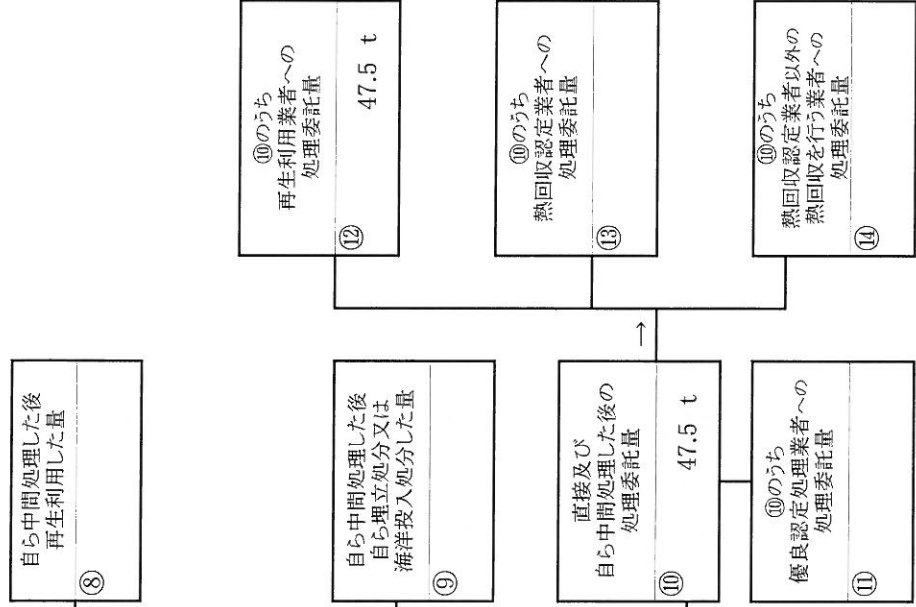 自ら中間処理した後
再生利用した量
⑧
自ら中間処理した後
自ら埋立処分又は
海洋投入処分した量
⑨
直接及び
自ら中間処理した後の
処理委託量
⑩
47.5 t
⑩のうち
優良認定処理業者への
処理委託量
⑪
→
⑩のうち
再生利用業者への
処理委託量
⑫
47.5 t
⑩のうち
熱回収認定業者への
処理委託量
⑬
⑩のうち
熱回収認定業者以外の
熱回収を行う業者への
処理委託量
⑭